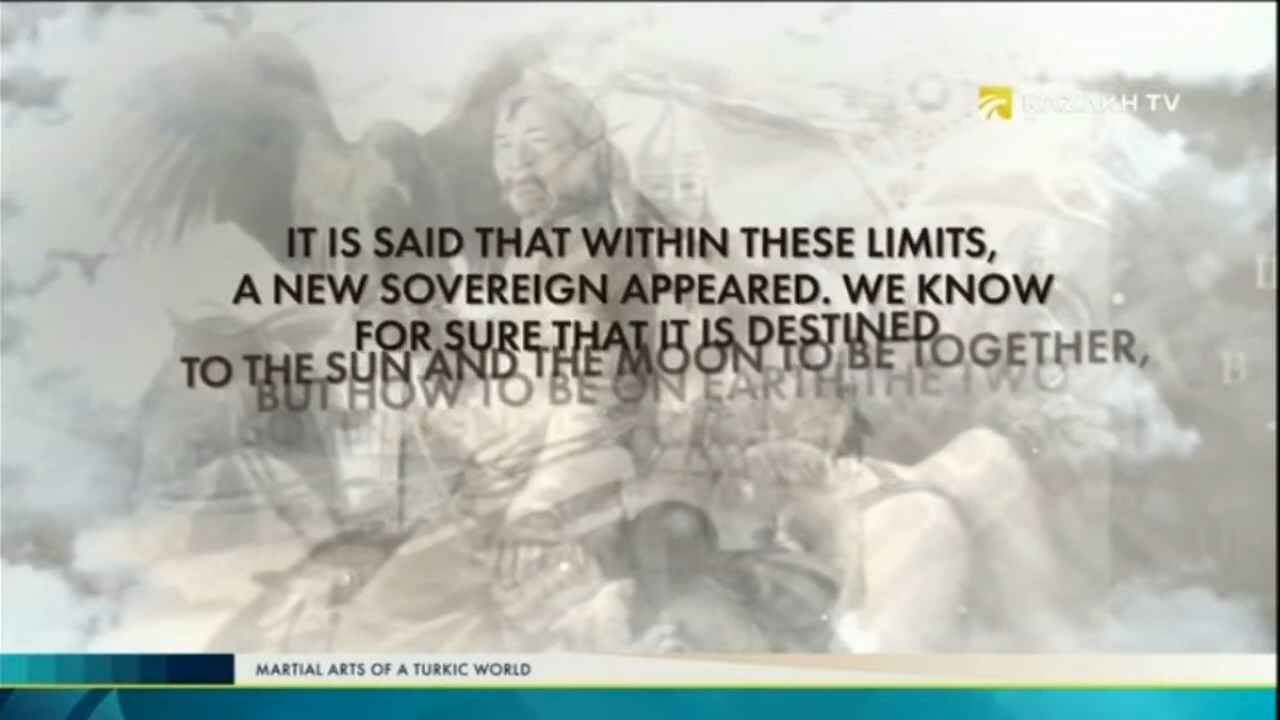 KAZAKH TV
IT IS SAID THAT WITHIN THESE LIMITS,
A NEW SOVEREIGN APPEARED. WE KNOW
FOR SURE THAT IT IS DESTINED
TO THE SUN AND THE MOON TO BE TOGETHER,
BUT HOW TO BE ON EARTH THE TWO
MARTIAL ARTS OF A TURKIC WORLD